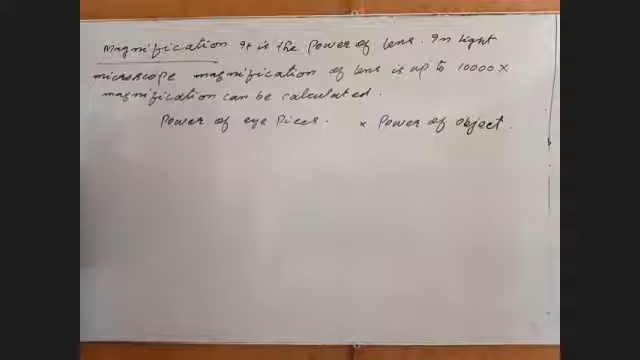 Magnification It is the Power of Lens. In Light
microscope magnification of Lens is up to 10000 X
magnification can be calculated.
Power of eye Pices. × Power of object.